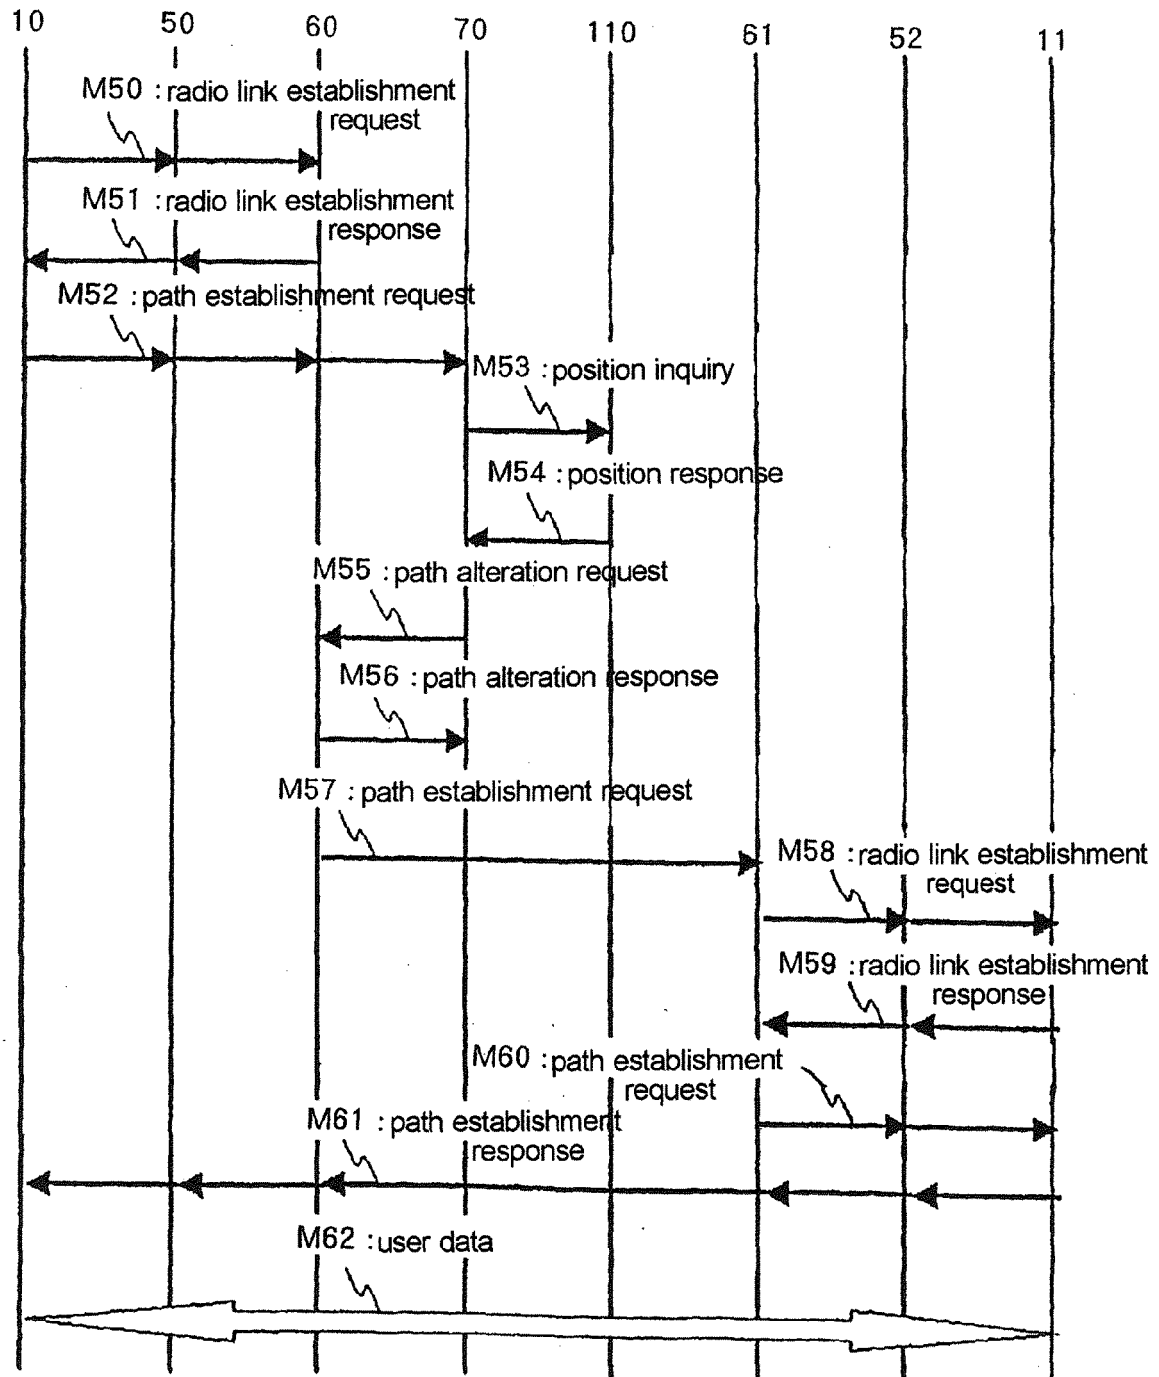 10 50 60 70 110 61 52 11
M50 : radio link establishment
request
M51 : radio link establishment
response
M52 : path establishment request
M53 : position inquiry
M54 : position response
M55 : path alteration request
M56 : path alteration response
M57 : path establishment request
M58 : radio link establishment
request
M59 : radio link establishment
response
M60 : path establishment
request
M61 : path establishment
response
M62 : user data